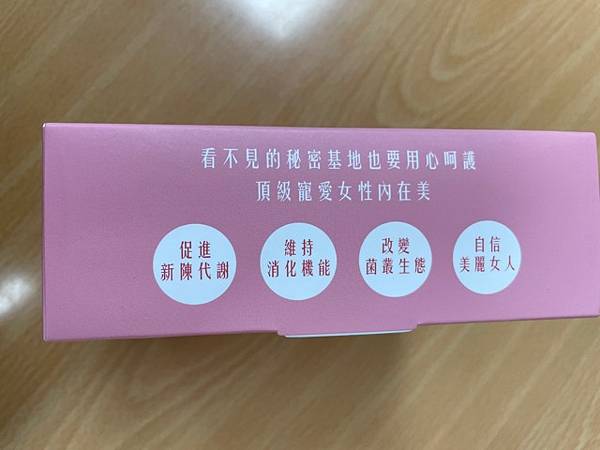 看不見的秘密基地也要用心呵護
頂級寵愛女性內在美
促進
新陳代謝
維持
消化機能
改變
菌叢生態
自信
美麗女人